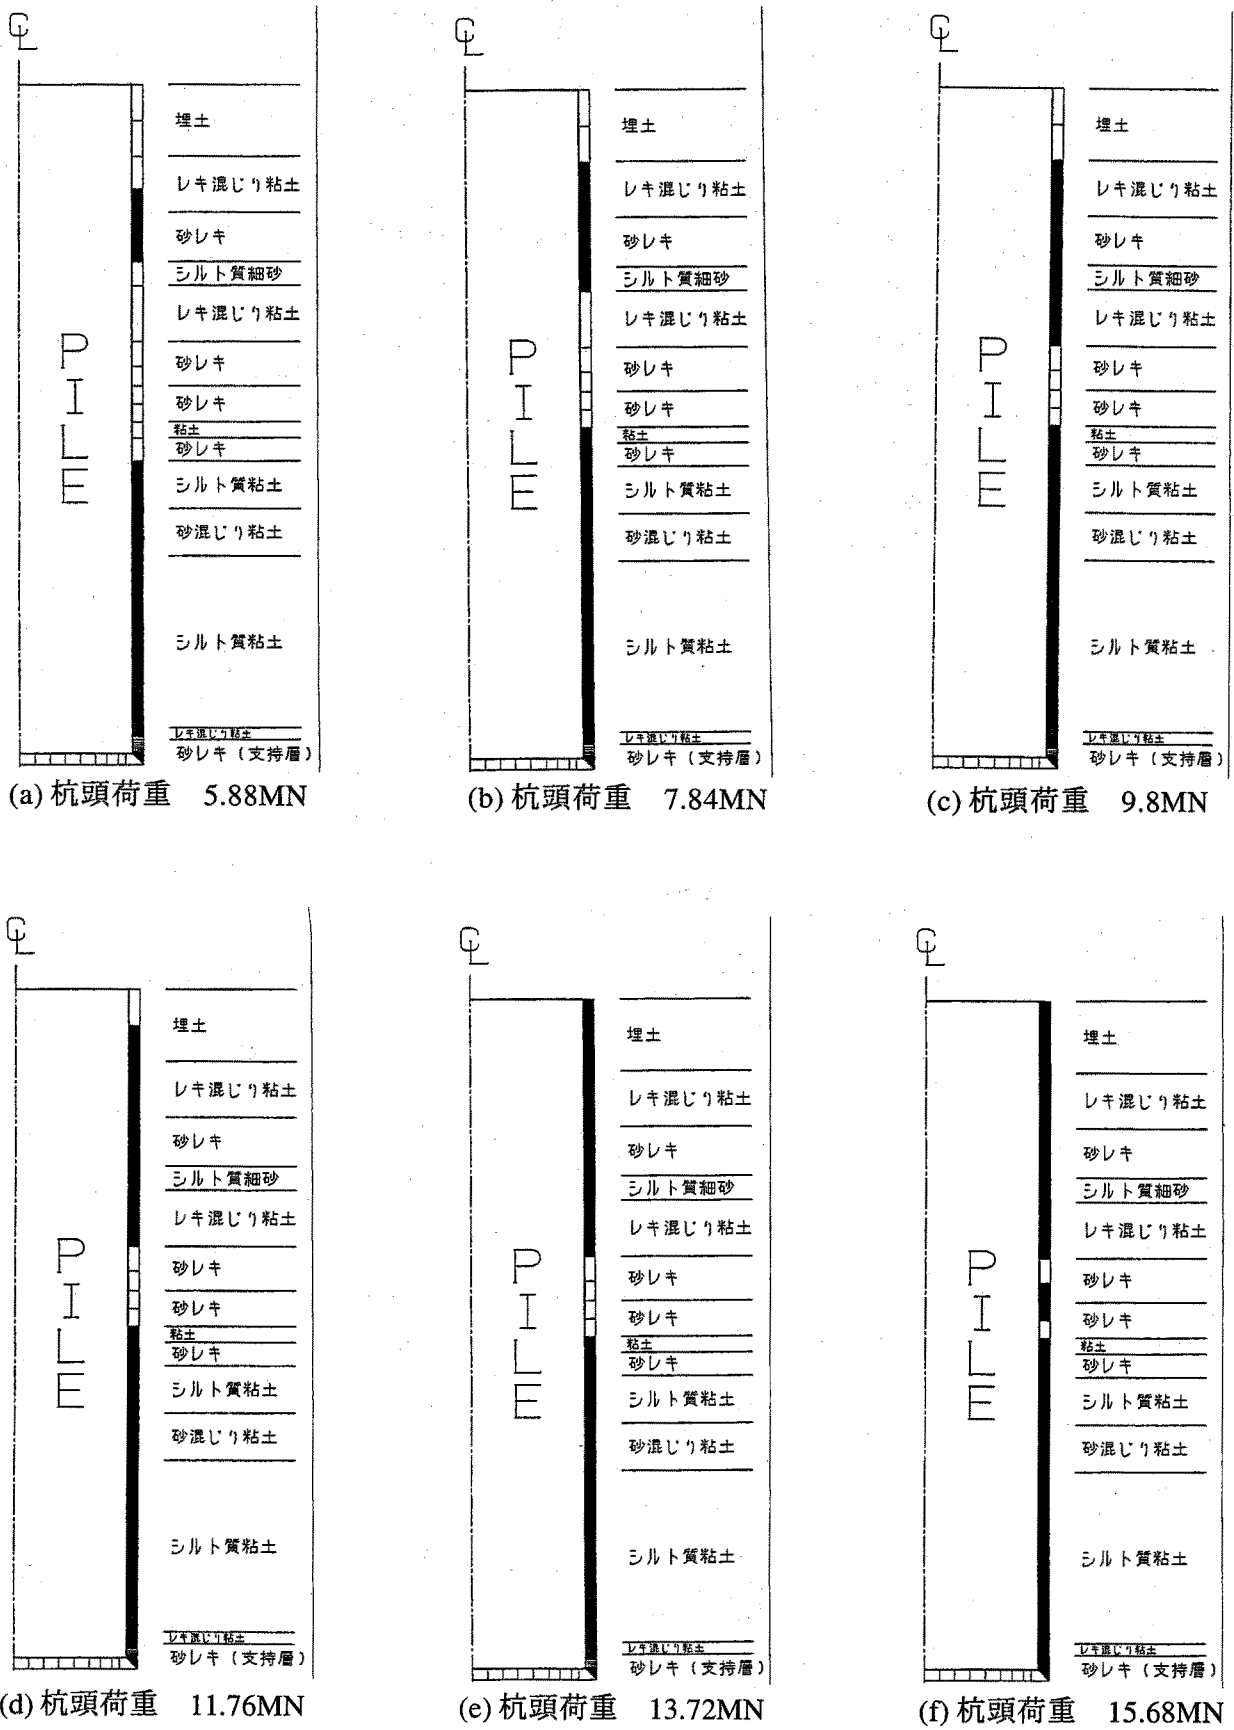 ℄
埋土
レキ混じり粘土
砂レキ
シルト質細砂
レキ混じり粘土
砂レキ
砂レキ
粘土
砂レキ
シルト質粘土
砂混じり粘土
シルト質粘土
レキ混じり粘土
砂レキ(支持層)
PILE
(a) 杭頭荷重 5.88MN
℄
埋土
レキ混じり粘土
砂レキ
シルト質細砂
レキ混じり粘土
砂レキ
砂レキ
粘土
砂レキ
シルト質粘土
砂混じり粘土
シルト質粘土
レキ混じり粘土
砂レキ(支持層)
PILE
(b) 杭頭荷重 7.84MN
℄
埋土
レキ混じり粘土
砂レキ
シルト質細砂
レキ混じり粘土
砂レキ
砂レキ
粘土
砂レキ
シルト質粘土
砂混じり粘土
シルト質粘土
レキ混じり粘土
砂レキ(支持層)
PILE
(c) 杭頭荷重 9.8MN
℄
埋土
レキ混じり粘土
砂レキ
シルト質細砂
レキ混じり粘土
砂レキ
砂レキ
粘土
砂レキ
シルト質粘土
砂混じり粘土
シルト質粘土
レキ混じり粘土
砂レキ(支持層)
PILE
(d) 杭頭荷重 11.76MN
℄
埋土
レキ混じり粘土
砂レキ
シルト質細砂
レキ混じり粘土
砂レキ
砂レキ
粘土
砂レキ
シルト質粘土
砂混じり粘土
シルト質粘土
レキ混じり粘土
砂レキ(支持層)
PILE
(e) 杭頭荷重 13.72MN
℄
埋土
レキ混じり粘土
砂レキ
シルト質細砂
レキ混じり粘土
砂レキ
砂レキ
粘土
砂レキ
シルト質粘土
砂混じり粘土
シルト質粘土
レキ混じり粘土
砂レキ(支持層)
PILE
(f) 杭頭荷重 15.68MN